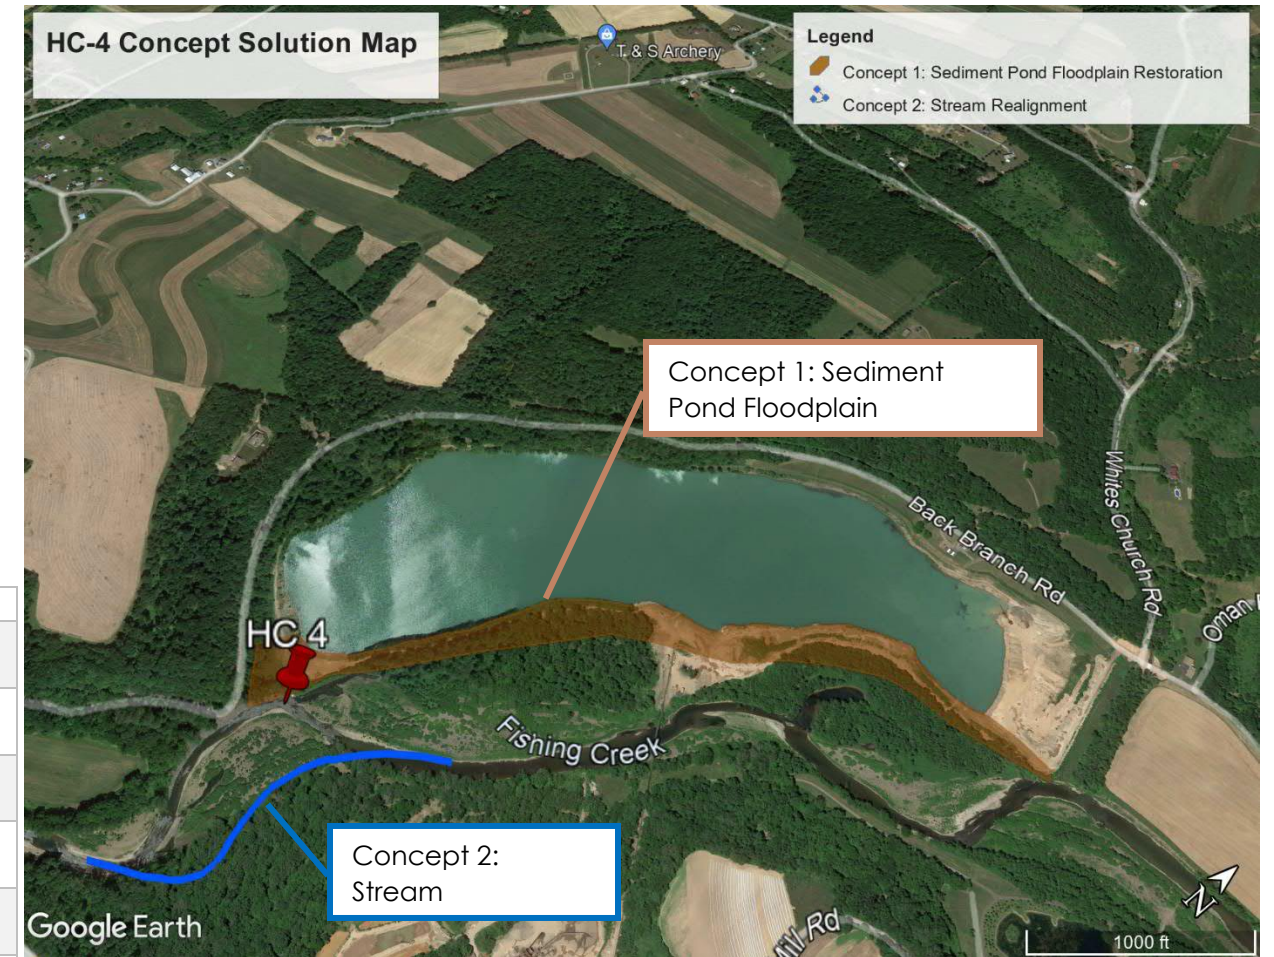 HC-4 Concept Solution Map
T. & S Archery
Legend
Concept 1: Sediment Pond Floodplain Restoration
Concept 2: Stream Realignment
Concept 1: Sediment
Pond Floodplain
Whites Church Rd
Back Branch Rd
Oman
HC 4
Fishing Creek
Concept 2:
Stream
Mill Rd
N
Google Earth
1000 ft